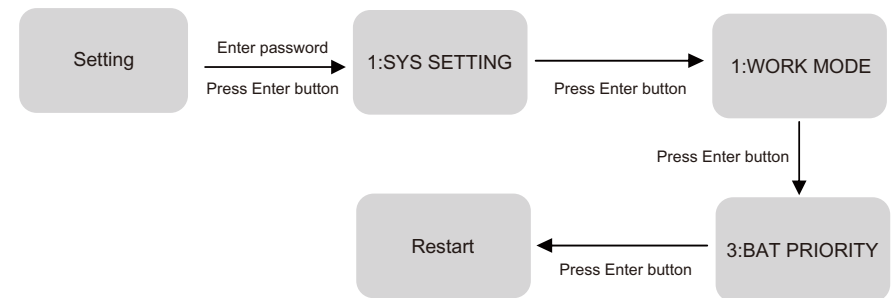 Setting
Enter password
Press Enter button
1:SYS SETTING
Press Enter button
1:WORK MODE
Press Enter button
3:BAT PRIORITY
Press Enter button
Restart